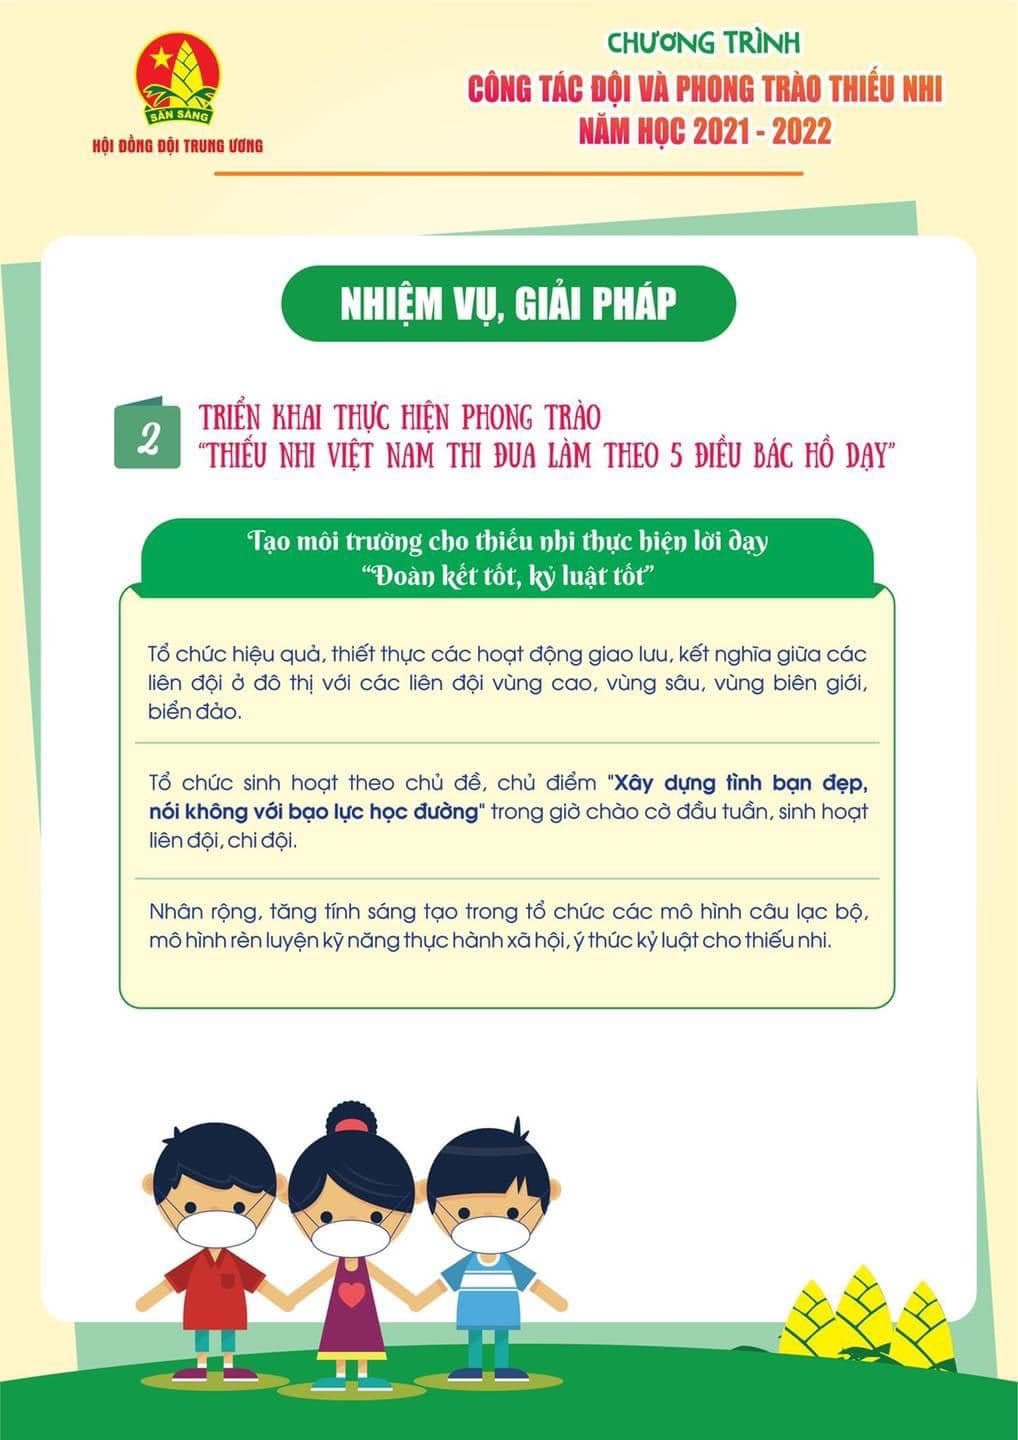 SẴN SÀNG
HỘI ĐỒNG ĐỘI TRUNG ƯƠNG
CHƯƠNG TRÌNH
CÔNG TÁC ĐỘI VÀ PHONG TRÀO THIẾU NHI
NĂM HỌC 2021 - 2022
NHIỆM VỤ, GIẢI PHÁP
2
TRIỂN KHAI THỰC HIỆN PHONG TRÀO
“THIẾU NHI VIỆT NAM THI ĐUA LÀM THEO 5 ĐIỀU BÁC HỒ DẠY”
Tạo môi trường cho thiếu nhi thực hiện lời dạy
“Đoàn kết tốt, kỷ luật tốt”
Tổ chức hiệu quả, thiết thực các hoạt động giao lưu, kết nghĩa giữa các
liên đội ở đô thị với các liên đội vùng cao, vùng sâu, vùng biên giới,
biển đảo.
Tổ chức sinh hoạt theo chủ đề, chủ điểm "Xây dựng tình bạn đẹp,
nói không với bạo lực học đường" trong giờ chào cờ đầu tuần, sinh hoạt
liên đội, chi đội.
Nhân rộng, tăng tính sáng tạo trong tổ chức các mô hình câu lạc bộ,
mô hình rèn luyện kỹ năng thực hành xã hội, ý thức kỷ luật cho thiếu nhi.